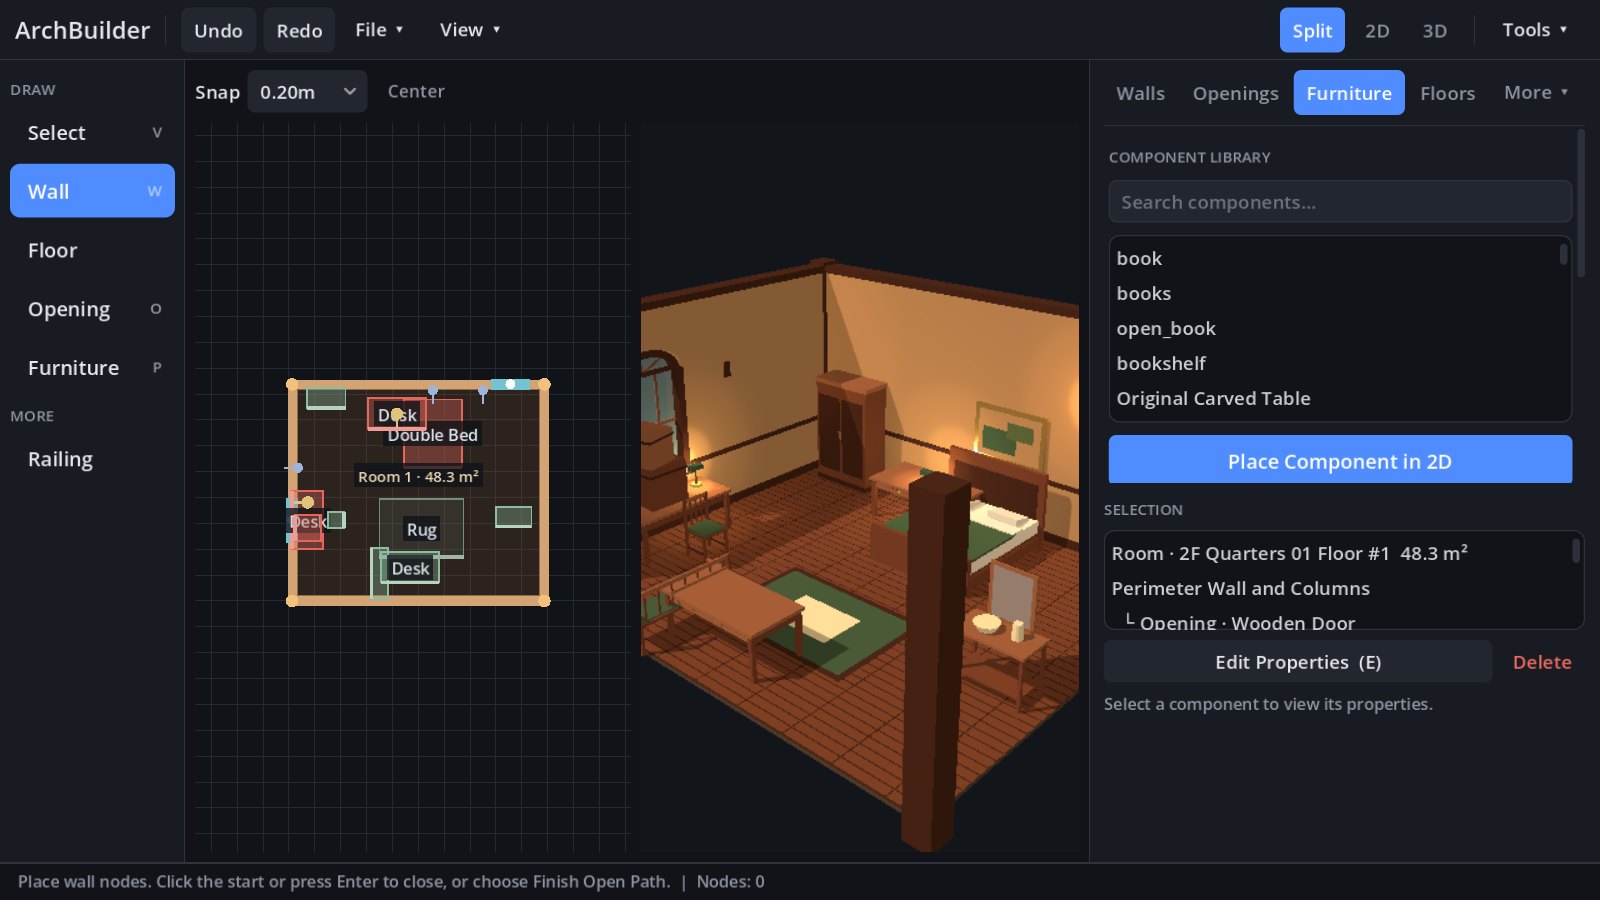 ArchBuilder Undo Redo File View Split 2D 3D Tools
DRAW
Select V
Wall W
Floor
Opening O
Furniture P
MORE
Railing
Snap 0.20m Center
Desk
Double Bed
Room 1 · 48.3 m²
Desk
Rug
Desk
Walls Openings Furniture Floors More
COMPONENT LIBRARY
Search components...
book
books
open_book
bookshelf
Original Carved Table
Place Component in 2D
SELECTION
Room · 2F Quarters 01 Floor #1 48.3 m²
Perimeter Wall and Columns
└ Opening · Wooden Door
Edit Properties (E) Delete
Select a component to view its properties.
Place wall nodes. Click the start or press Enter to close, or choose Finish Open Path. | Nodes: 0